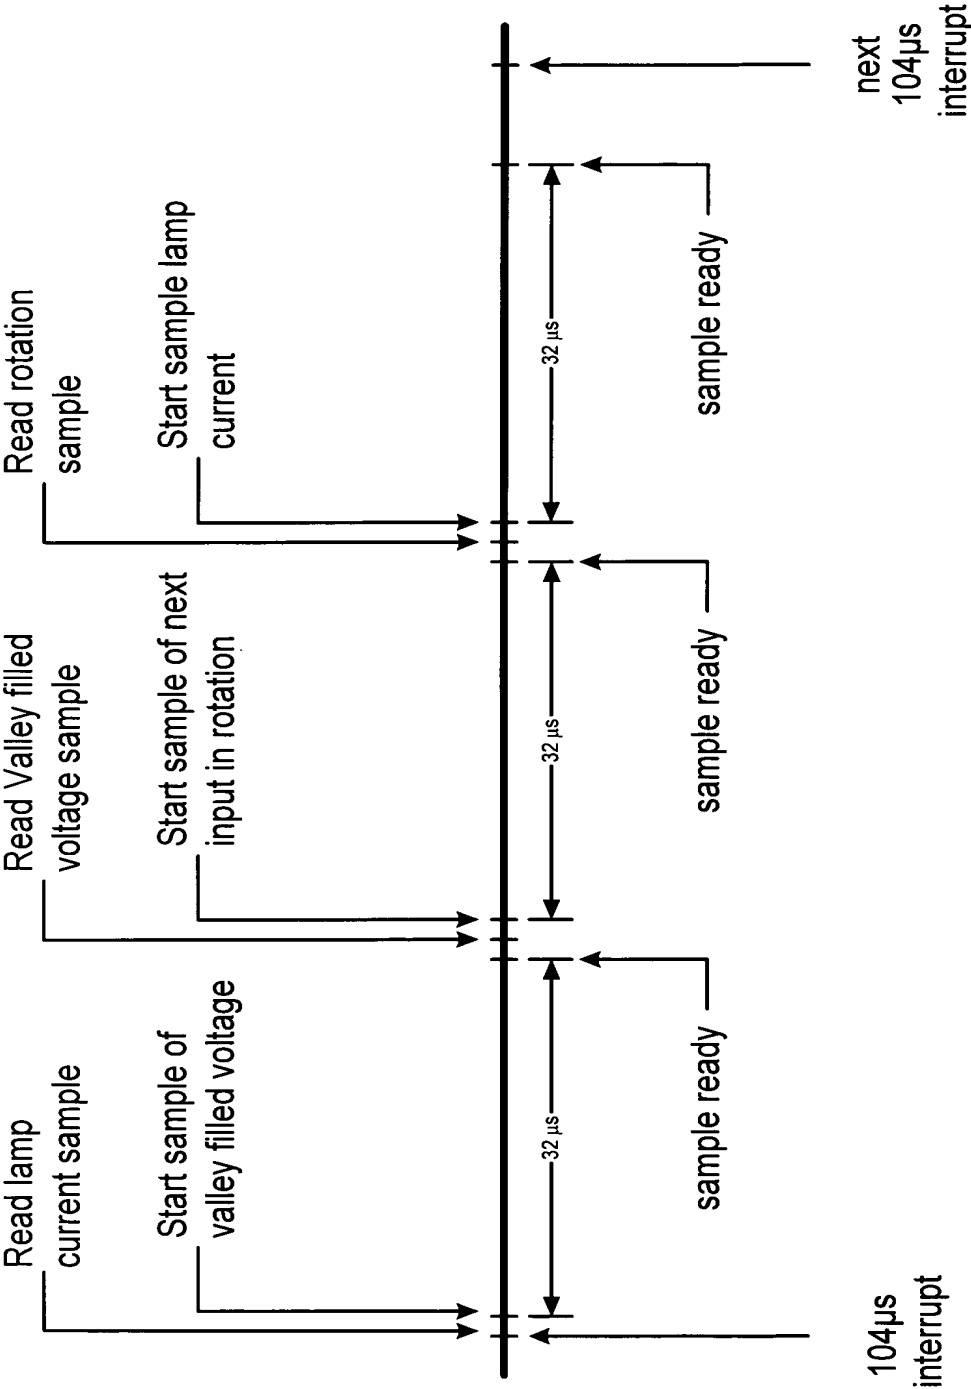 Read lamp
current sample
Start sample of
valley filled voltage
Read Valley filled
voltage sample
Start sample of next
input in rotation
Read rotation
sample
Start sample lamp
current
32 µs
32 µs
32 µs
sample ready
sample ready
sample ready
104µs
interrupt
next
104µs
interrupt